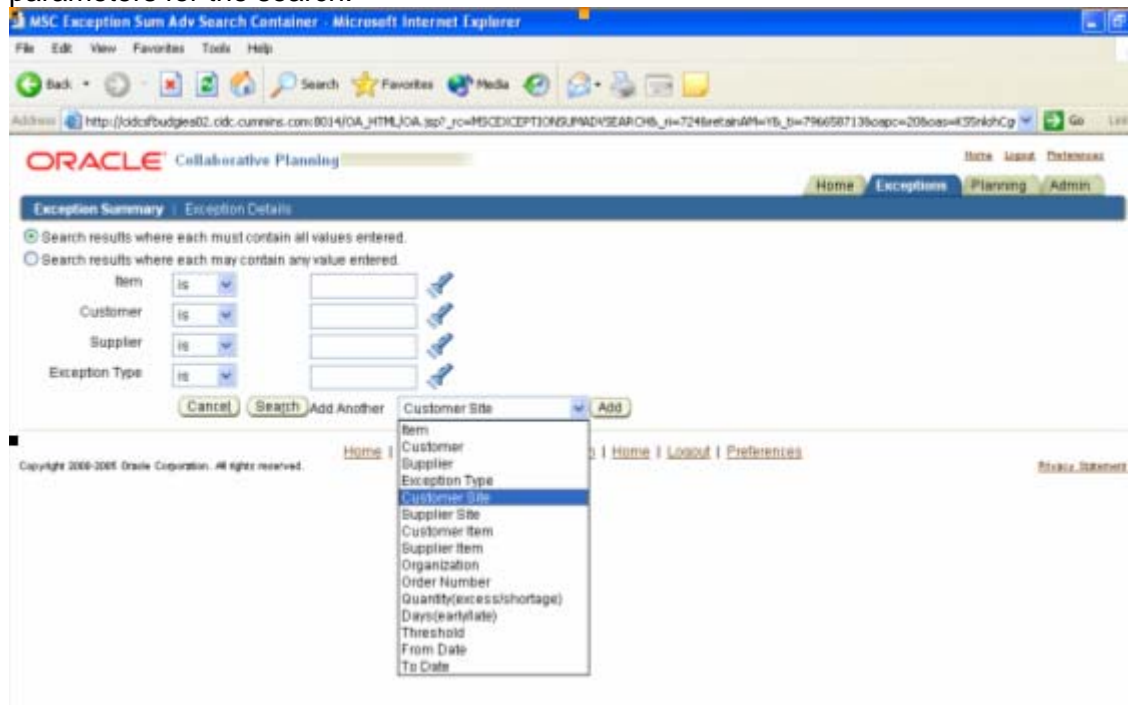 parameters for the search.
MSC Exception Sum Adv Search Container - Microsoft Internet Explorer
File Edit View Favorites Tools Help
Back Search Favorites Media
Address Go
ORACLE Collaborative Planning
Home Logout Preferences
Home Exceptions Planning Admin
Exception Summary | Exception Details
Search results where each must contain all values entered.
Search results where each may contain any value entered.
Item is
Customer is
Supplier is
Exception Type is
Cancel Search Add Another Customer Site Add
Item
Customer
Supplier
Exception Type
Customer Site
Supplier Site
Customer Item
Supplier Item
Organization
Order Number
Quantity(excess/shortage)
Days(early/late)
Threshold
From Date
To Date
Home | | Home | Logout | Preferences
Copyright 2000-2005 Oracle Corporation. All rights reserved.
Privacy Statement